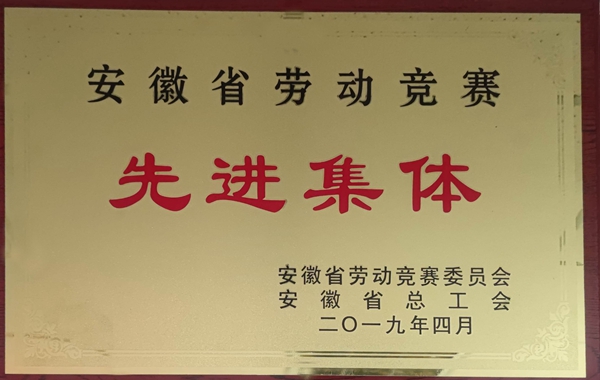 安徽省劳动竞赛
先进集体
安徽省劳动竞赛委员会
安徽省总工会
二〇一九年四月